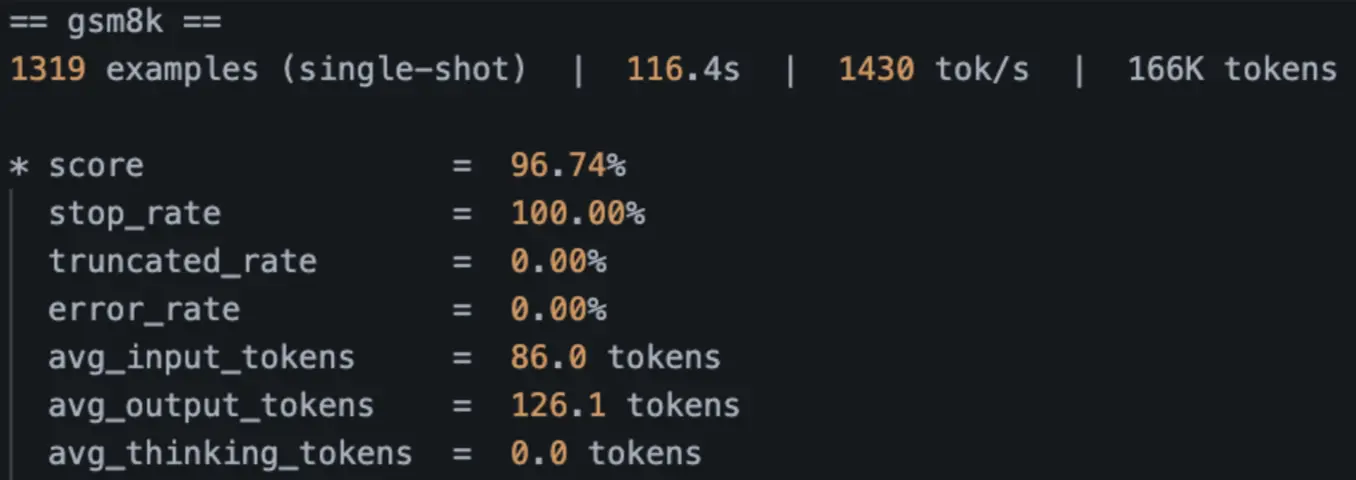 == gsm8k ==
1319 examples (single-shot) | 116.4s | 1430 tok/s | 166K tokens
* score = 96.74%
stop_rate = 100.00%
truncated_rate = 0.00%
error_rate = 0.00%
avg_input_tokens = 86.0 tokens
avg_output_tokens = 126.1 tokens
avg_thinking_tokens = 0.0 tokens